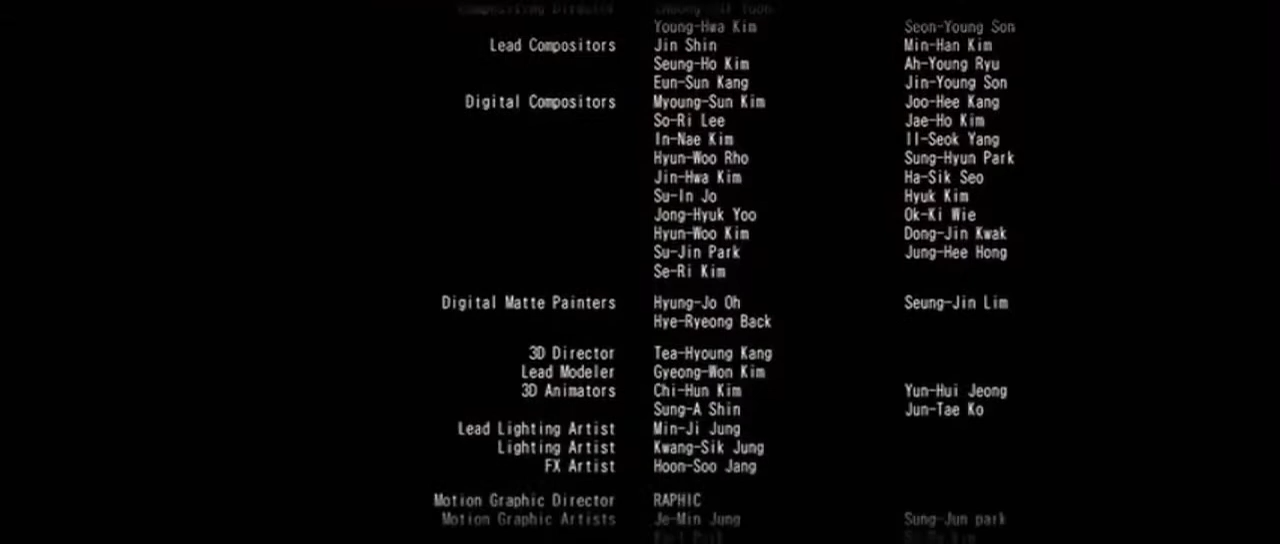 Compositing Director
Young-Hwa Kim Seon-Young Son
Lead Compositors Jin Shin Min-Han Kim
Seung-Ho Kim Ah-Young Ryu
Eun-Sun Kang Jin-Young Son
Digital Compositors Myoung-Sun Kim Joo-Hee Kang
So-Ri Lee Jae-Ho Kim
In-Nae Kim Il-Seok Yang
Hyun-Woo Rho Sung-Hyun Park
Jin-Hwa Kim Ha-Sik Seo
Su-In Jo Hyuk Kim
Jong-Hyuk Yoo Ok-Ki Wie
Hyun-Woo Kim Dong-Jin Kwak
Su-Jin Park Jung-Hee Hong
Se-Ri Kim
Digital Matte Painters Hyung-Jo Oh Seung-Jin Lim
Hye-Ryeong Back
3D Director Tea-Hyoung Kang
Lead Modeler Gyeong-Won Kim
3D Animators Chi-Hun Kim Yun-Hui Jeong
Sung-A Shin Jun-Tae Ko
Lead Lighting Artist Min-Ji Jung
Lighting Artist Kwang-Sik Jung
FX Artist Hoon-Soo Jang
Motion Graphic Director RAPHIC
Motion Graphic Artists Je-Min Jung Sung-Jun park